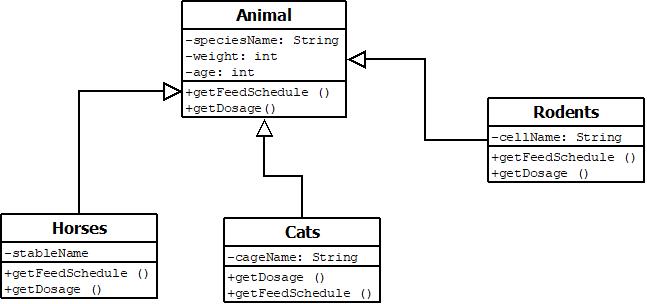 Animal
-speciesName: String
-weight: int
-age: int
+getFeedSchedule ()
+getDosage()
Rodents
-cellName: String
+getFeedSchedule ()
+getDosage ()
Horses
-stableName
+getFeedSchedule ()
+getDosage ()
Cats
-cageName: String
+getDosage ()
+getFeedSchedule ()